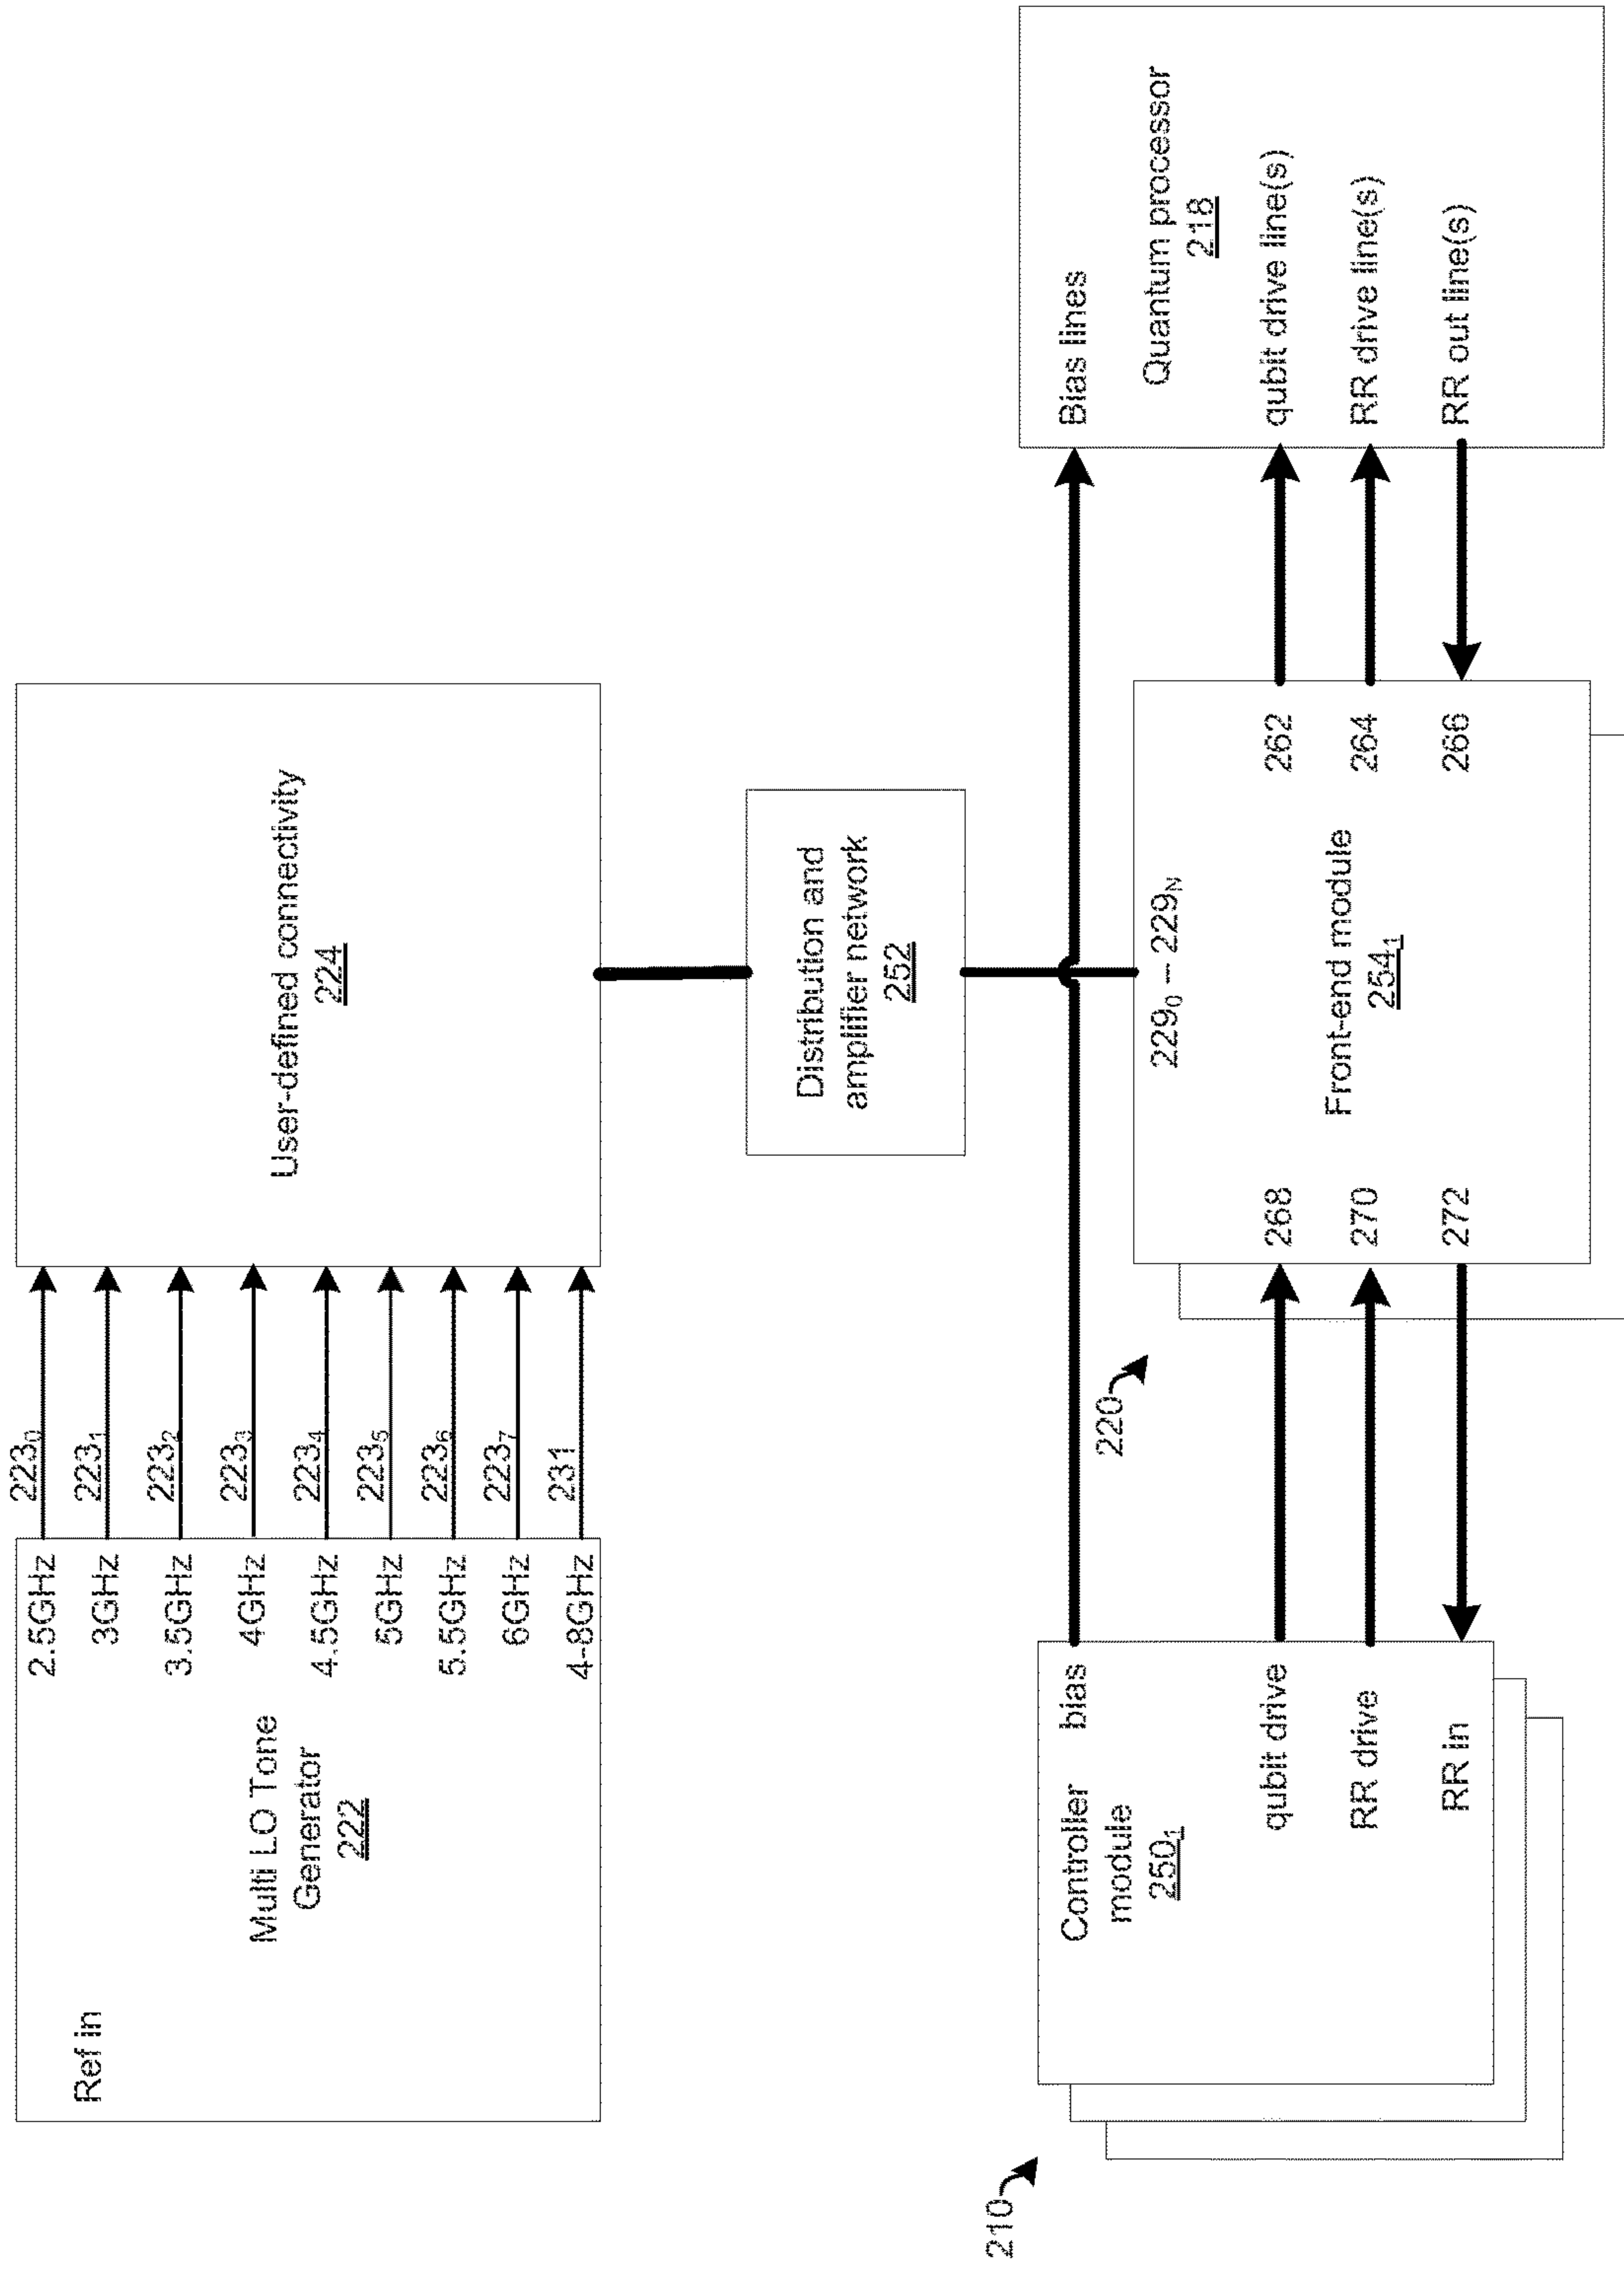 Ref in
Multi LO Tone
Generator
222
2.5GHz
3GHz
3.5GHz
4GHz
4.5GHz
5GHz
5.5GHz
6GHz
4-8GHz
223₀
223₁
223₂
223₃
223₄
223₅
223₆
223₇
231
User-defined connectivity
224
Distribution and
amplifier network
252
210
Controller
module
250₁
bias
qubit drive
RR drive
RR in
220
229₀ – 229N
268
270
272
Front-end module
254₁
262
264
266
Bias lines
Quantum processor
218
qubit drive line(s)
RR drive line(s)
RR out line(s)